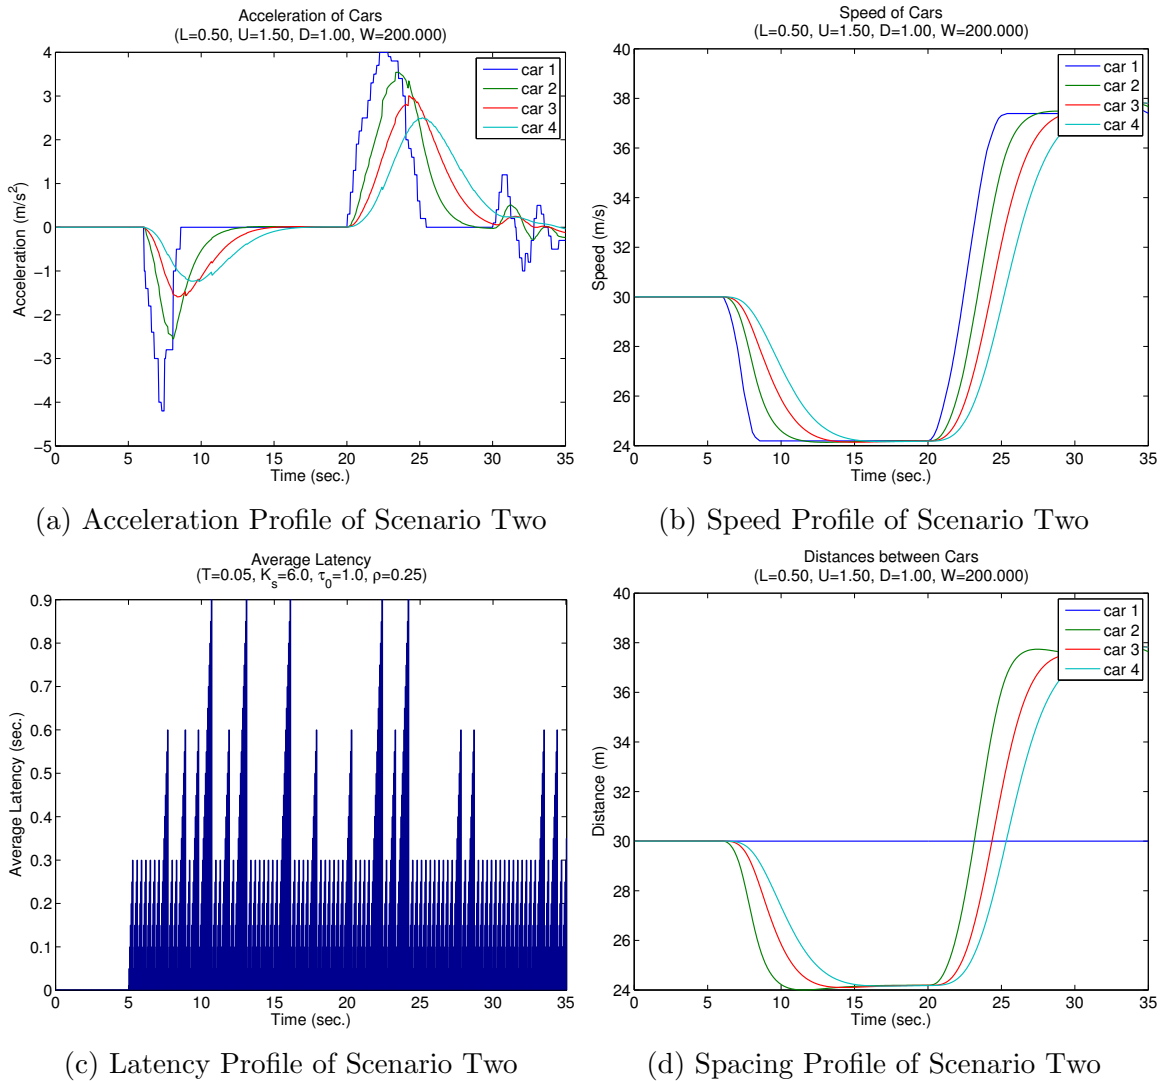 Acceleration of Cars
(L=0.50, U=1.50, D=1.00, W=200.000)
4
3
2
1
0
−1
−2
−3
−4
−5
Acceleration (m/s²)
car 1
car 2
car 3
car 4
0 5 10 15 20 25 30 35
Time (sec.)
(a) Acceleration Profile of Scenario Two
Speed of Cars
(L=0.50, U=1.50, D=1.00, W=200.000)
40
38
36
34
32
30
28
26
24
Speed (m/s)
car 1
car 2
car 3
car 4
0 5 10 15 20 25 30 35
Time (sec.)
(b) Speed Profile of Scenario Two
Average Latency
(T=0.05, Kₛ=6.0, τ₀=1.0, ρ=0.25)
0.9
0.8
0.7
0.6
0.5
0.4
0.3
0.2
0.1
0
Average Latency (sec.)
0 5 10 15 20 25 30 35
Time (sec.)
(c) Latency Profile of Scenario Two
Distances between Cars
(L=0.50, U=1.50, D=1.00, W=200.000)
40
38
36
34
32
30
28
26
24
Distance (m)
car 1
car 2
car 3
car 4
0 5 10 15 20 25 30 35
Time (sec.)
(d) Spacing Profile of Scenario Two